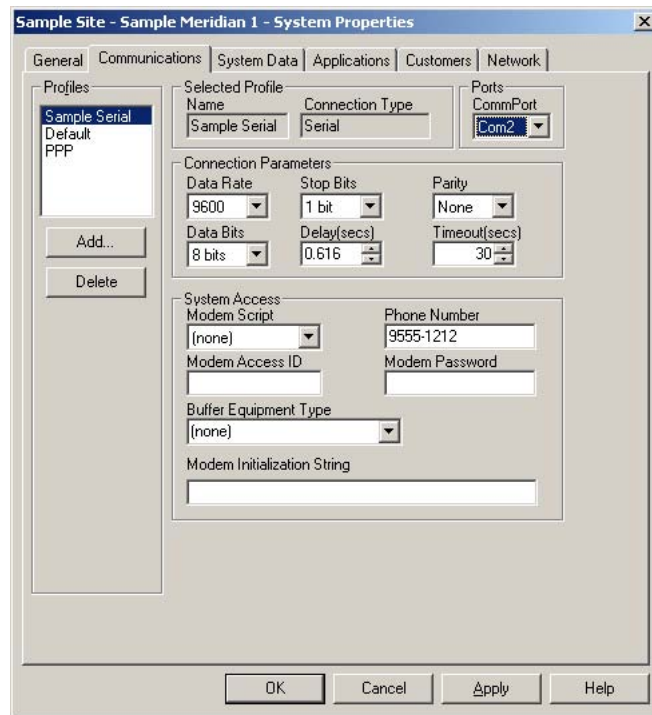 Sample Site - Sample Meridian 1 - System Properties
General Communications System Data Applications Customers Network
Profiles
Sample Serial
Default
PPP
Add...
Delete
Selected Profile
Name Connection Type
Sample Serial Serial
Ports
CommPort
Com2
Connection Parameters
Data Rate Stop Bits Parity
9600 1 bit None
Data Bits Delay(secs) Timeout(secs)
8 bits 0.616 30
System Access
Modem Script Phone Number
(none) 9555-1212
Modem Access ID Modem Password
Buffer Equipment Type
(none)
Modem Initialization String
OK Cancel Apply Help